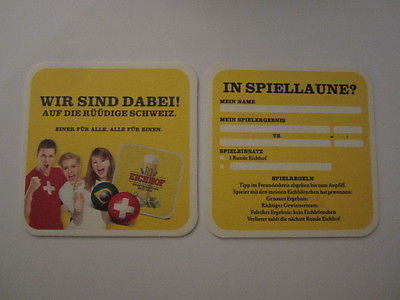 WIR SIND DABEI!
AUF DIE RÜÜDIGE SCHWEIZ.
EINER FÜR ALLE. ALLE FÜR EINEN.
EICHHOF
IN SPIELLAUNE?
MEIN NAME
MEIN SPIELERGEBNIS
VS. = :
SPIELEINSATZ
1 Runde Eichhof
SPIELREGELN
Tipp im Freundeskreis abgeben bis zum Anpfiff.
Spieler mit den meisten Eichhörnchen hat gewonnen:
Genaues Ergebnis:
Richtiges Gewinnerteam:
Falsches Ergebnis: kein Eichhörnchen
Verlierer zahlt die nächste Runde Eichhof